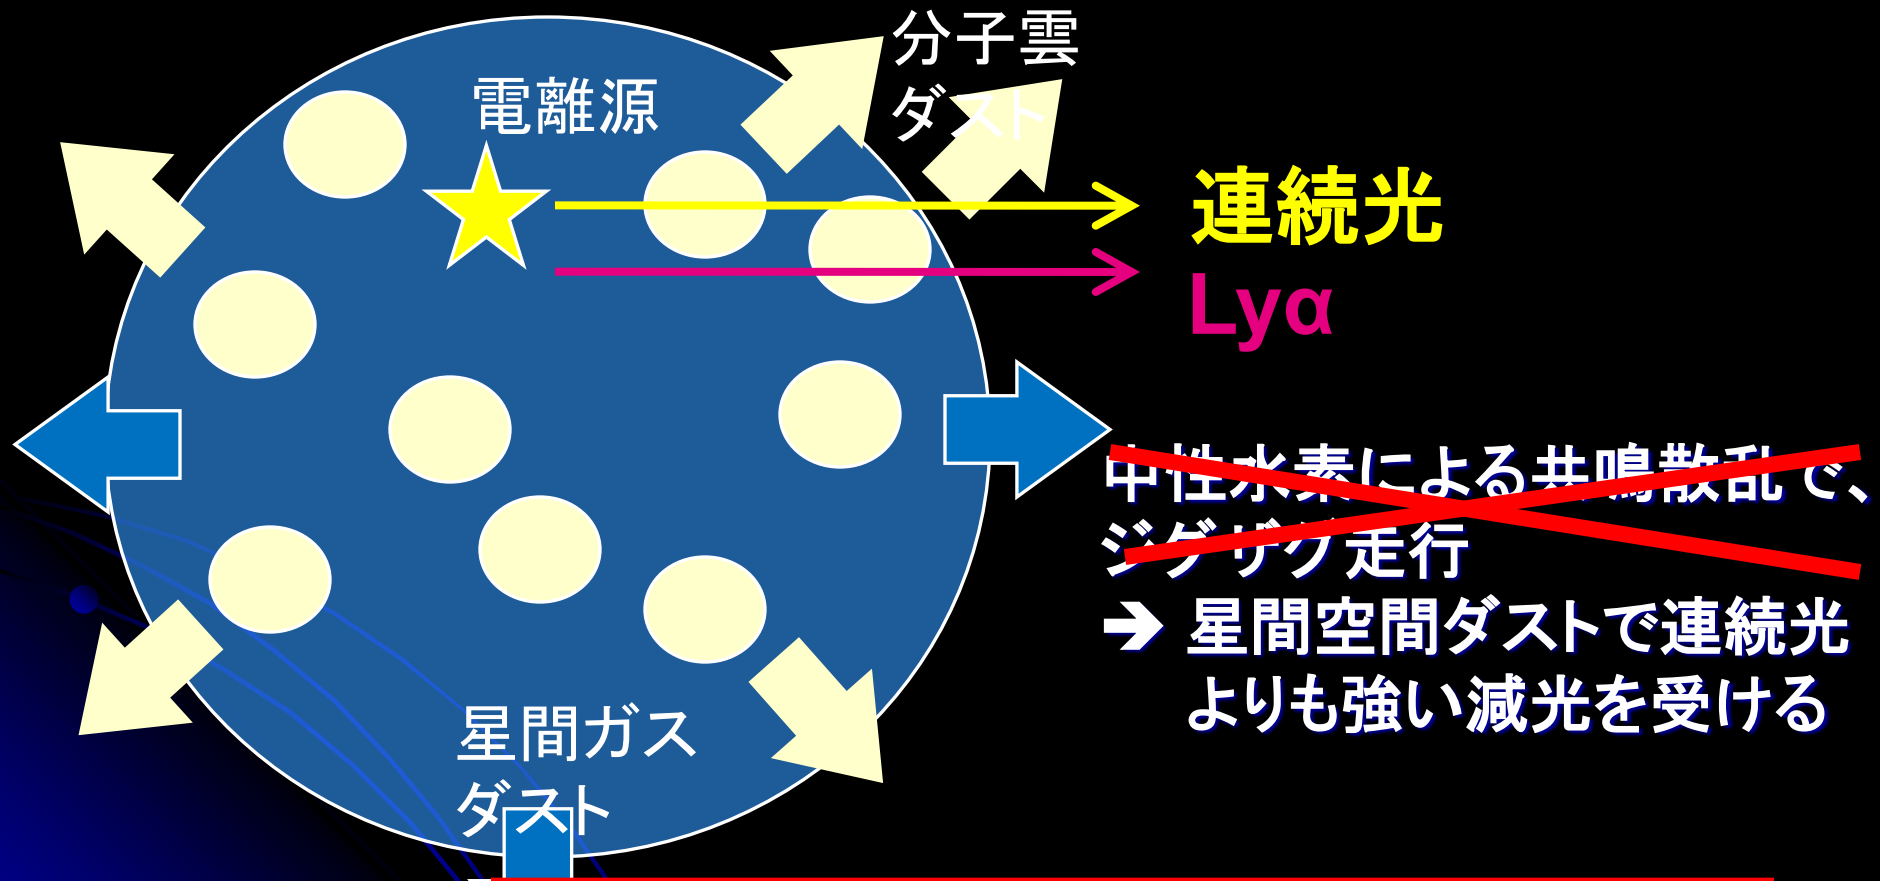 分子雲
ダスト
電離源
連続光
Lyα
中性水素による共鳴散乱で、
ジグザグ走行
➔ 星間空間ダストで連続光
よりも強い減光を受ける
星間ガス
ダスト